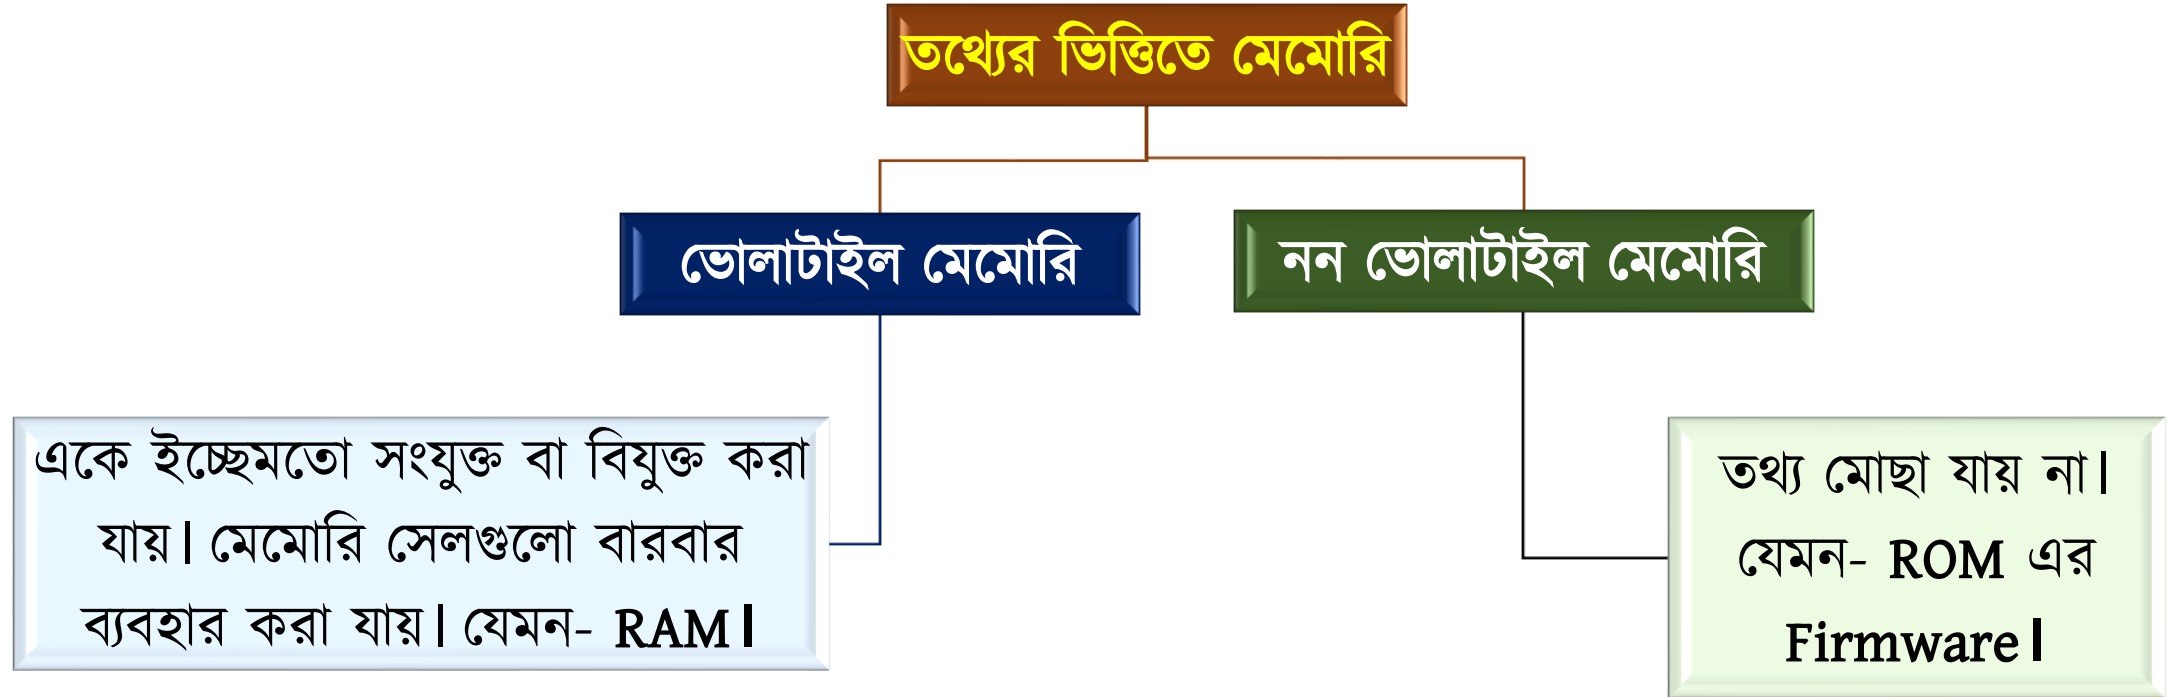 তথ্যের ভিত্তিতে মেমোরি
ভোলাটাইল মেমোরি
নন ভোলাটাইল মেমোরি
একে ইচ্ছেমতো সংযুক্ত বা বিযুক্ত করা
যায়। মেমোরি সেলগুলো বারবার
ব্যবহার করা যায়। যেমন- RAM।
তথ্য মোছা যায় না।
যেমন- ROM এর
Firmware।